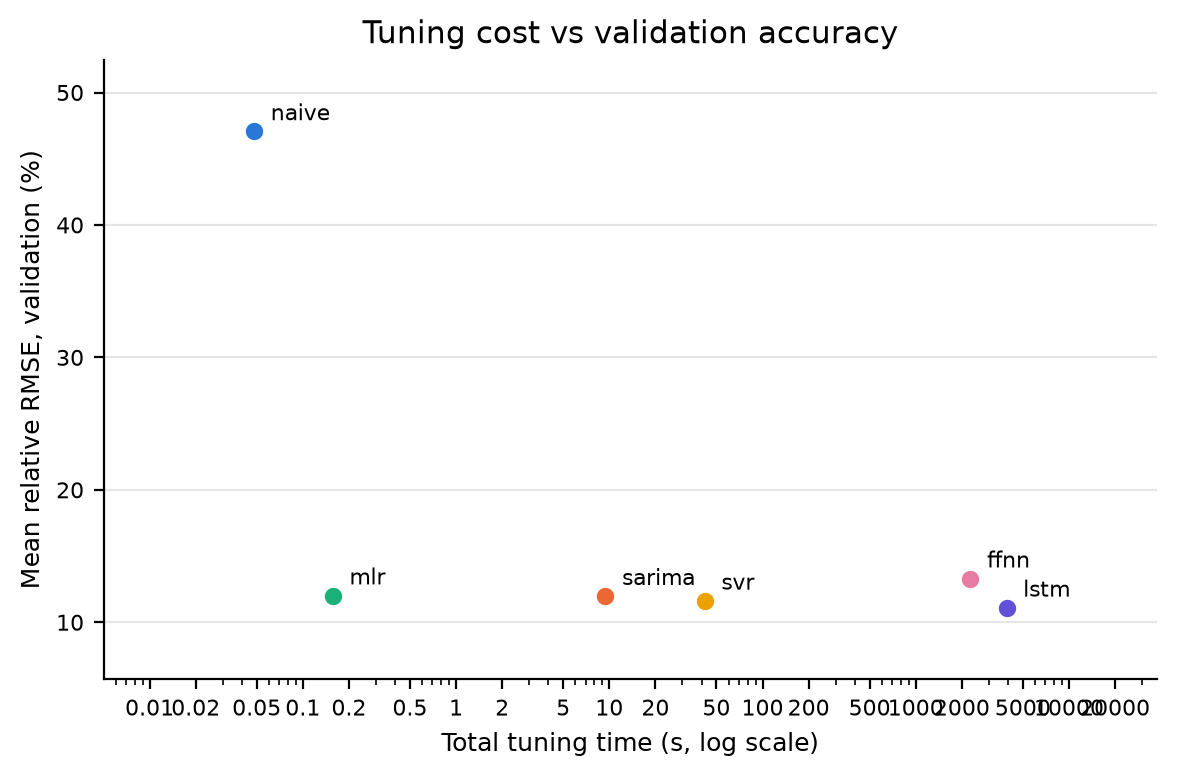 Tuning cost vs validation accuracy
Mean relative RMSE, validation (%)
50
40
30
20
10
naive
mlr
sarima
svr
ffnn
lstm
0.01 0.02 0.05 0.1 0.2 0.5 1 2 5 10 20 50 100 200 500 1000 2000 5000 10000 20000
Total tuning time (s, log scale)